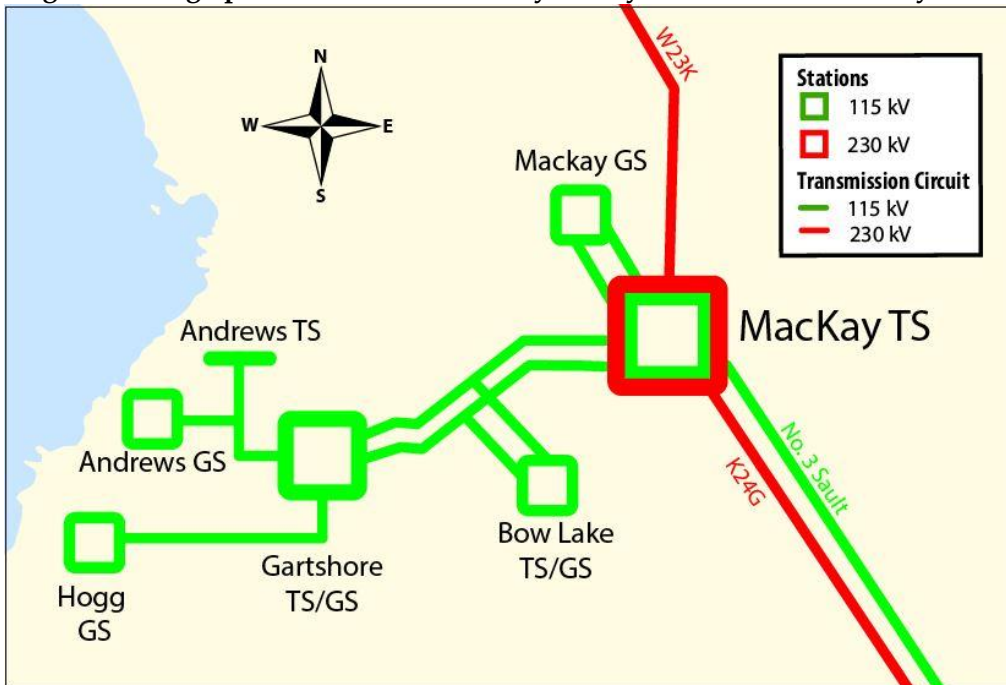 N
W
E
S
W23K
Stations
115 kV
230 kV
Transmission Circuit
115 kV
230 kV
Mackay GS
MacKay TS
Andrews TS
Andrews GS
No. 3 Sault
K24G
Bow Lake
TS/GS
Gartshore
TS/GS
Hogg
GS